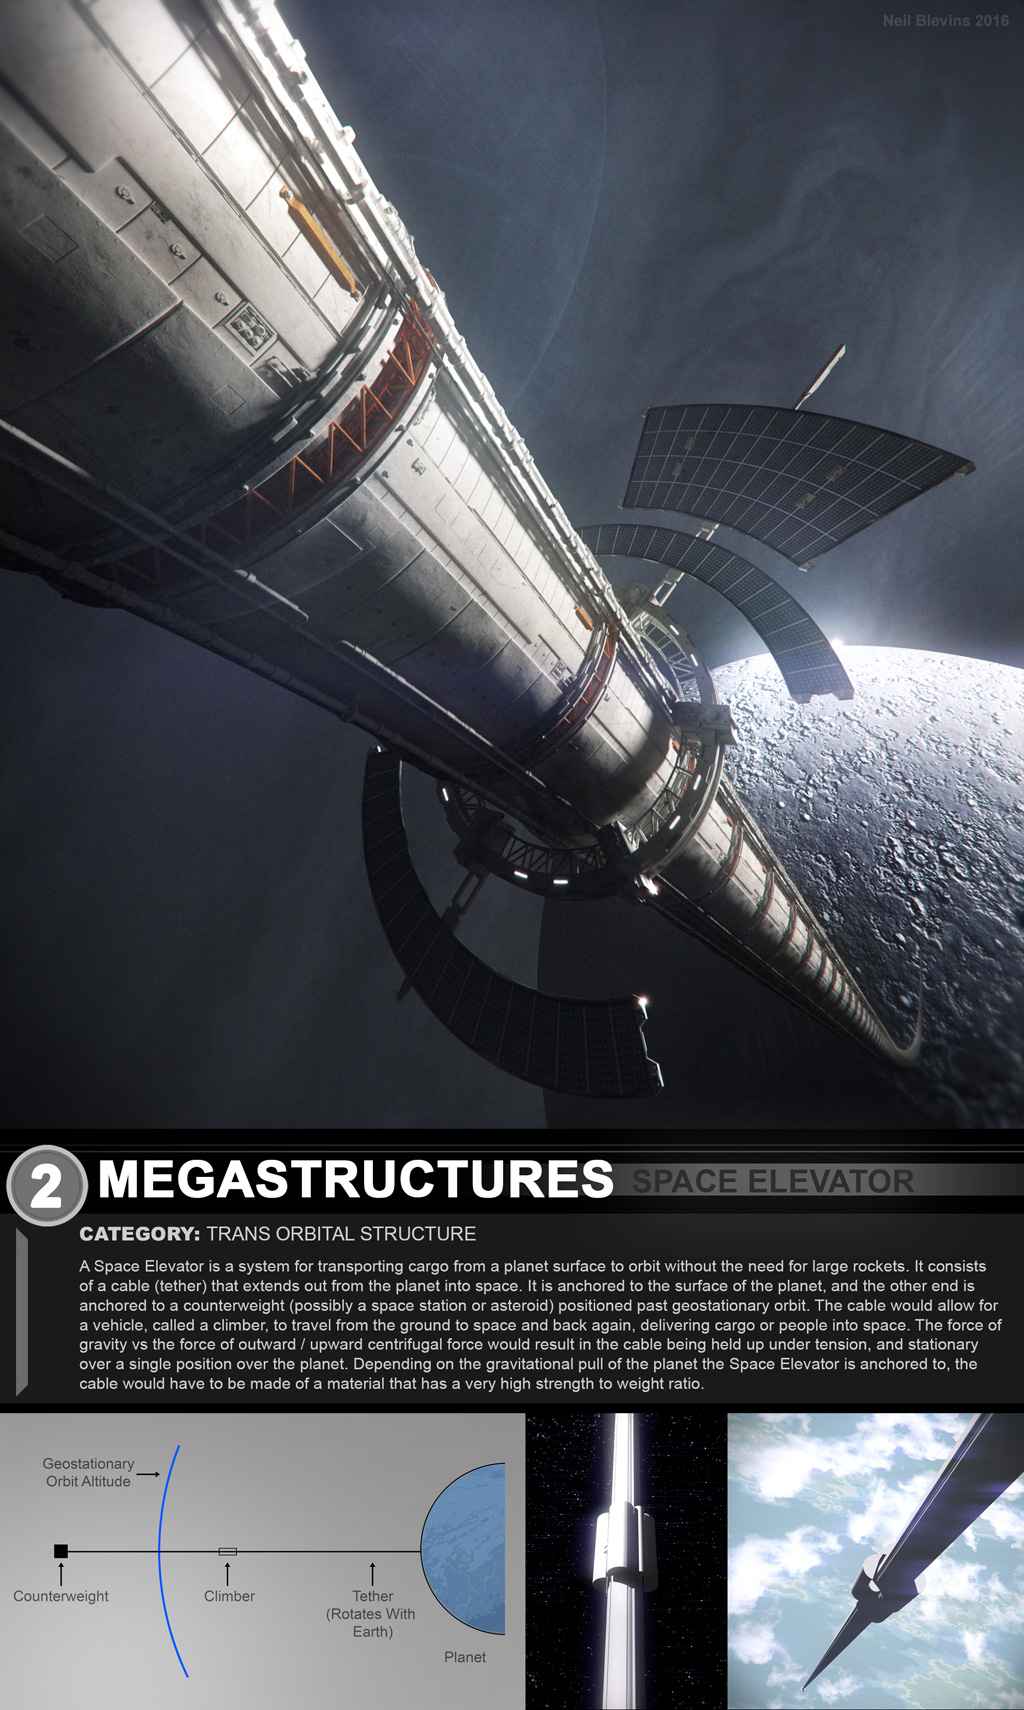 Neil Blevins 2016
2 MEGASTRUCTURES SPACE ELEVATOR
CATEGORY: TRANS ORBITAL STRUCTURE
A Space Elevator is a system for transporting cargo from a planet surface to orbit without the need for large rockets. It consists
of a cable (tether) that extends out from the planet into space. It is anchored to the surface of the planet, and the other end is
anchored to a counterweight (possibly a space station or asteroid) positioned past geostationary orbit. The cable would allow for
a vehicle, called a climber, to travel from the ground to space and back again, delivering cargo or people into space. The force of
gravity vs the force of outward / upward centrifugal force would result in the cable being held up under tension, and stationary
over a single position over the planet. Depending on the gravitational pull of the planet the Space Elevator is anchored to, the
cable would have to be made of a material that has a very high strength to weight ratio.
Geostationary
Orbit Altitude
Counterweight
Climber
Tether
(Rotates With
Earth)
Planet